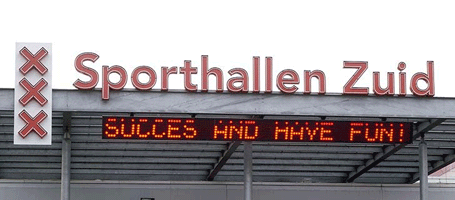 Sporthallen Zuid
SUCCES AND HAVE FUN!